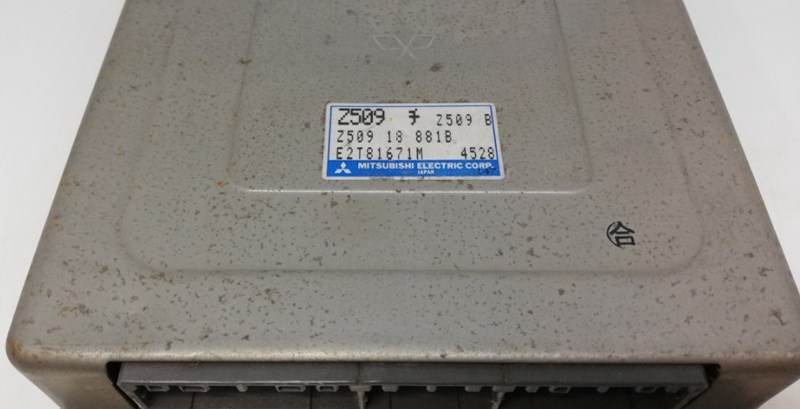 Z509 チ Z509 B
Z509 18 881B
E2T81671M 4528
MITSUBISHI ELECTRIC CORP.
JAPAN
合